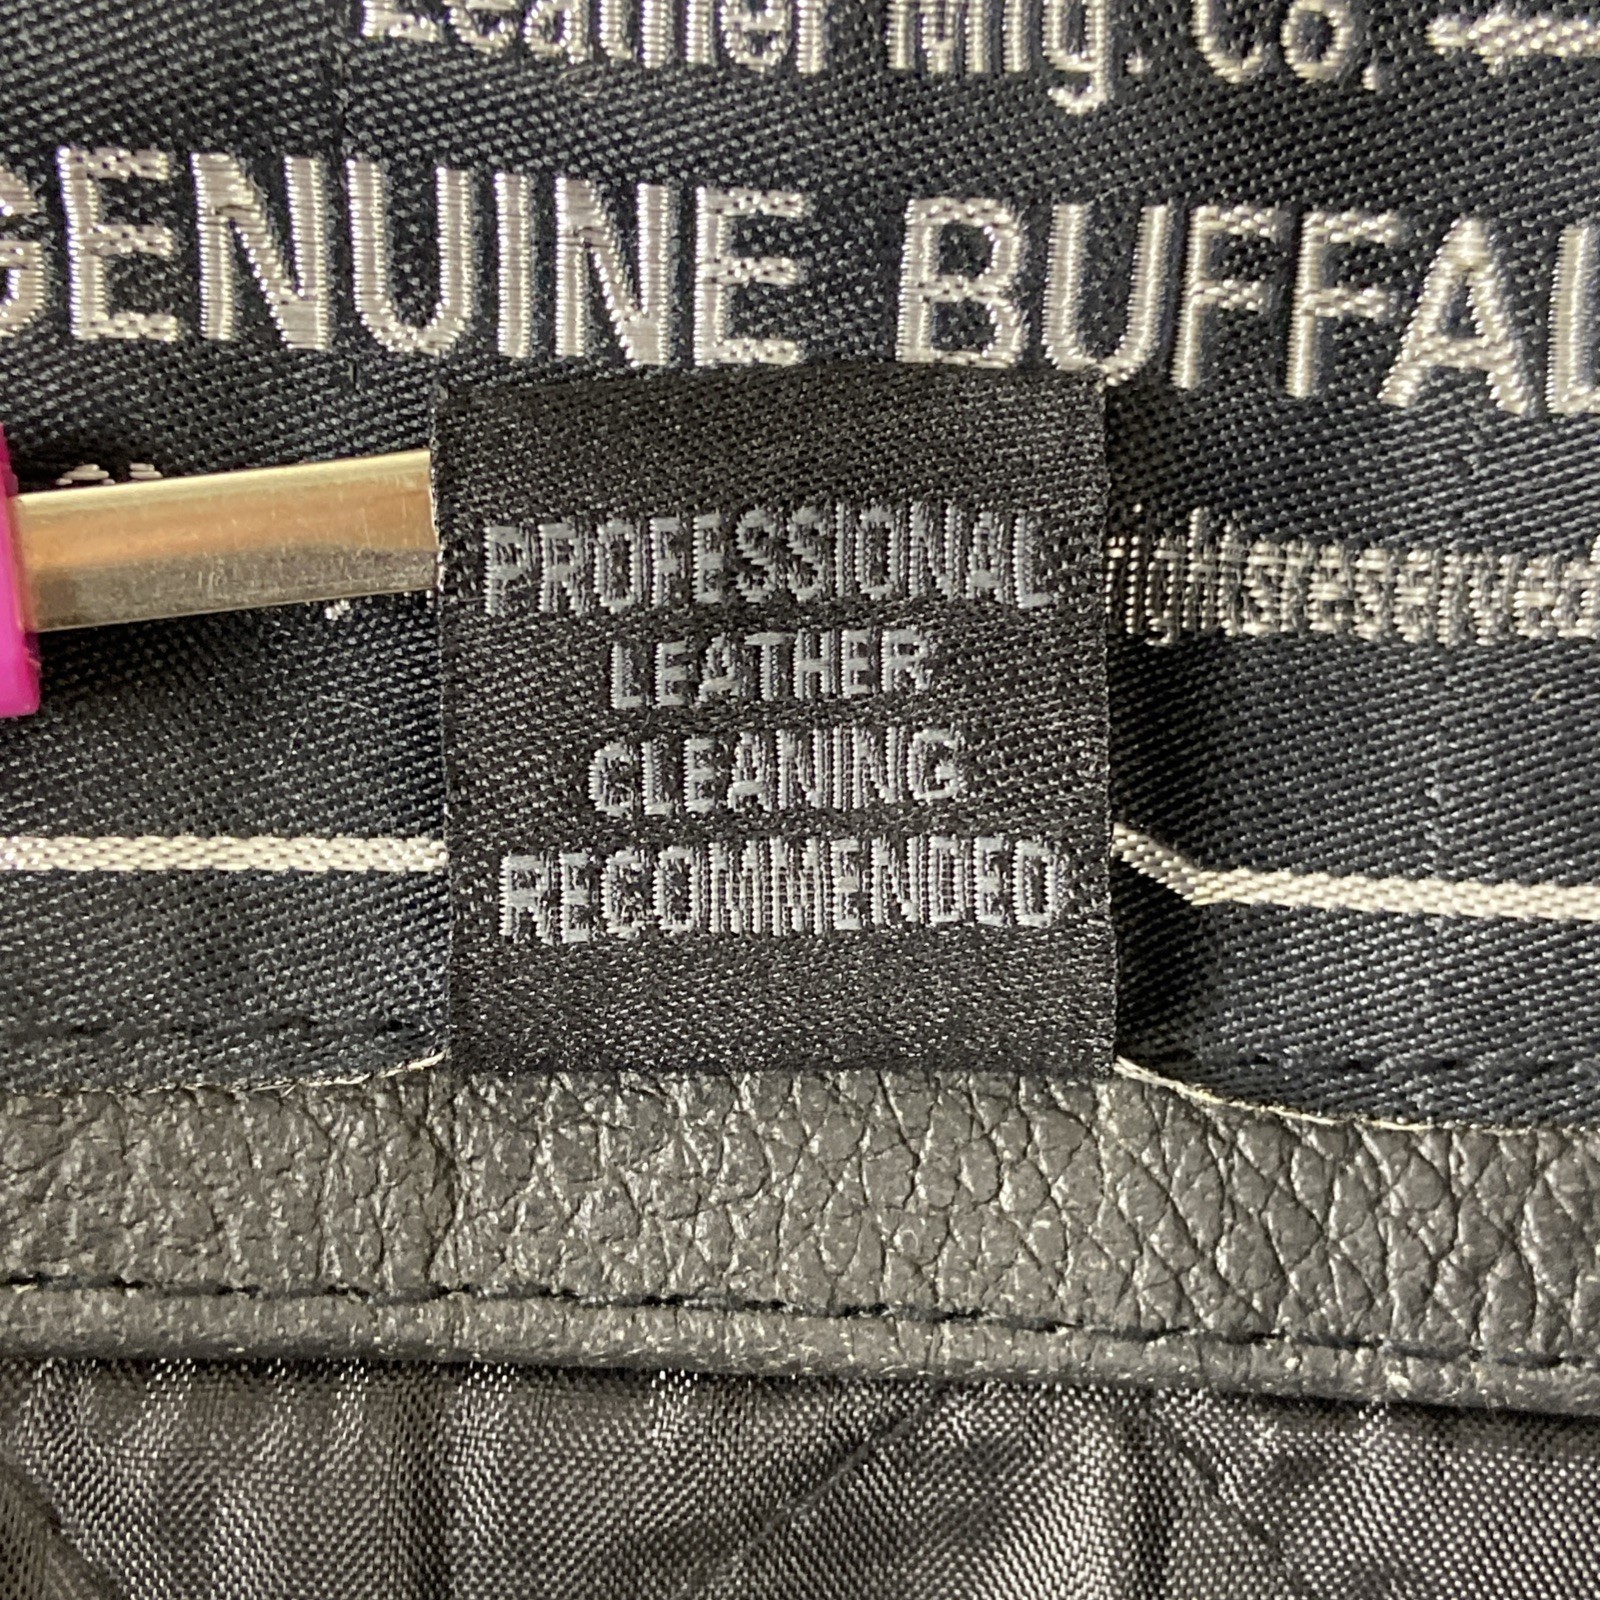 Leather Mfg. Co.
GENUINE BUFFAL
rights reserved
PROFESSIONAL
LEATHER
CLEANING
RECOMMENDED